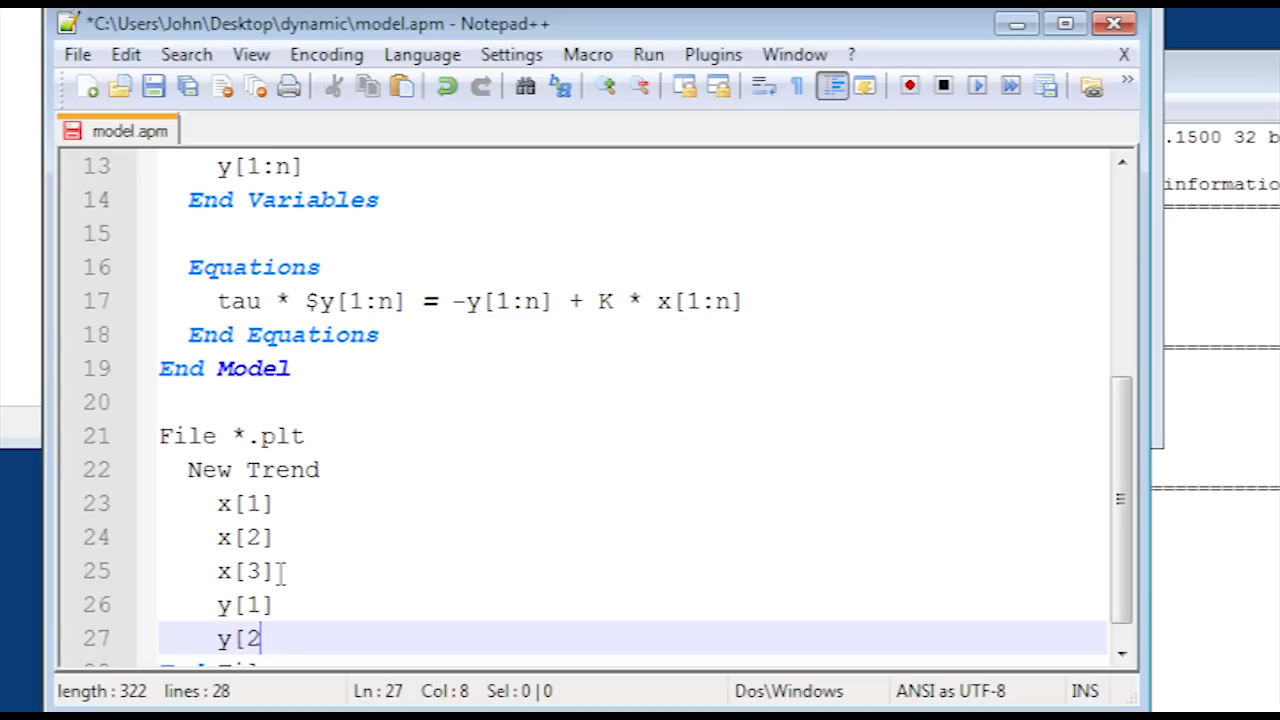 *C:\Users\John\Desktop\dynamic\model.apm - Notepad++
File Edit Search View Encoding Language Settings Macro Run Plugins Window ? X
model.apm
13 y[1:n]
14 End Variables
15
16 Equations
17 tau * $y[1:n] = -y[1:n] + K * x[1:n]
18 End Equations
19 End Model
20
21 File *.plt
22 New Trend
23 x[1]
24 x[2]
25 x[3]
26 y[1]
27 y[2
length : 322 lines : 28 Ln : 27 Col : 8 Sel : 0 | 0 Dos\Windows ANSI as UTF-8 INS
.1500 32 b
informatio